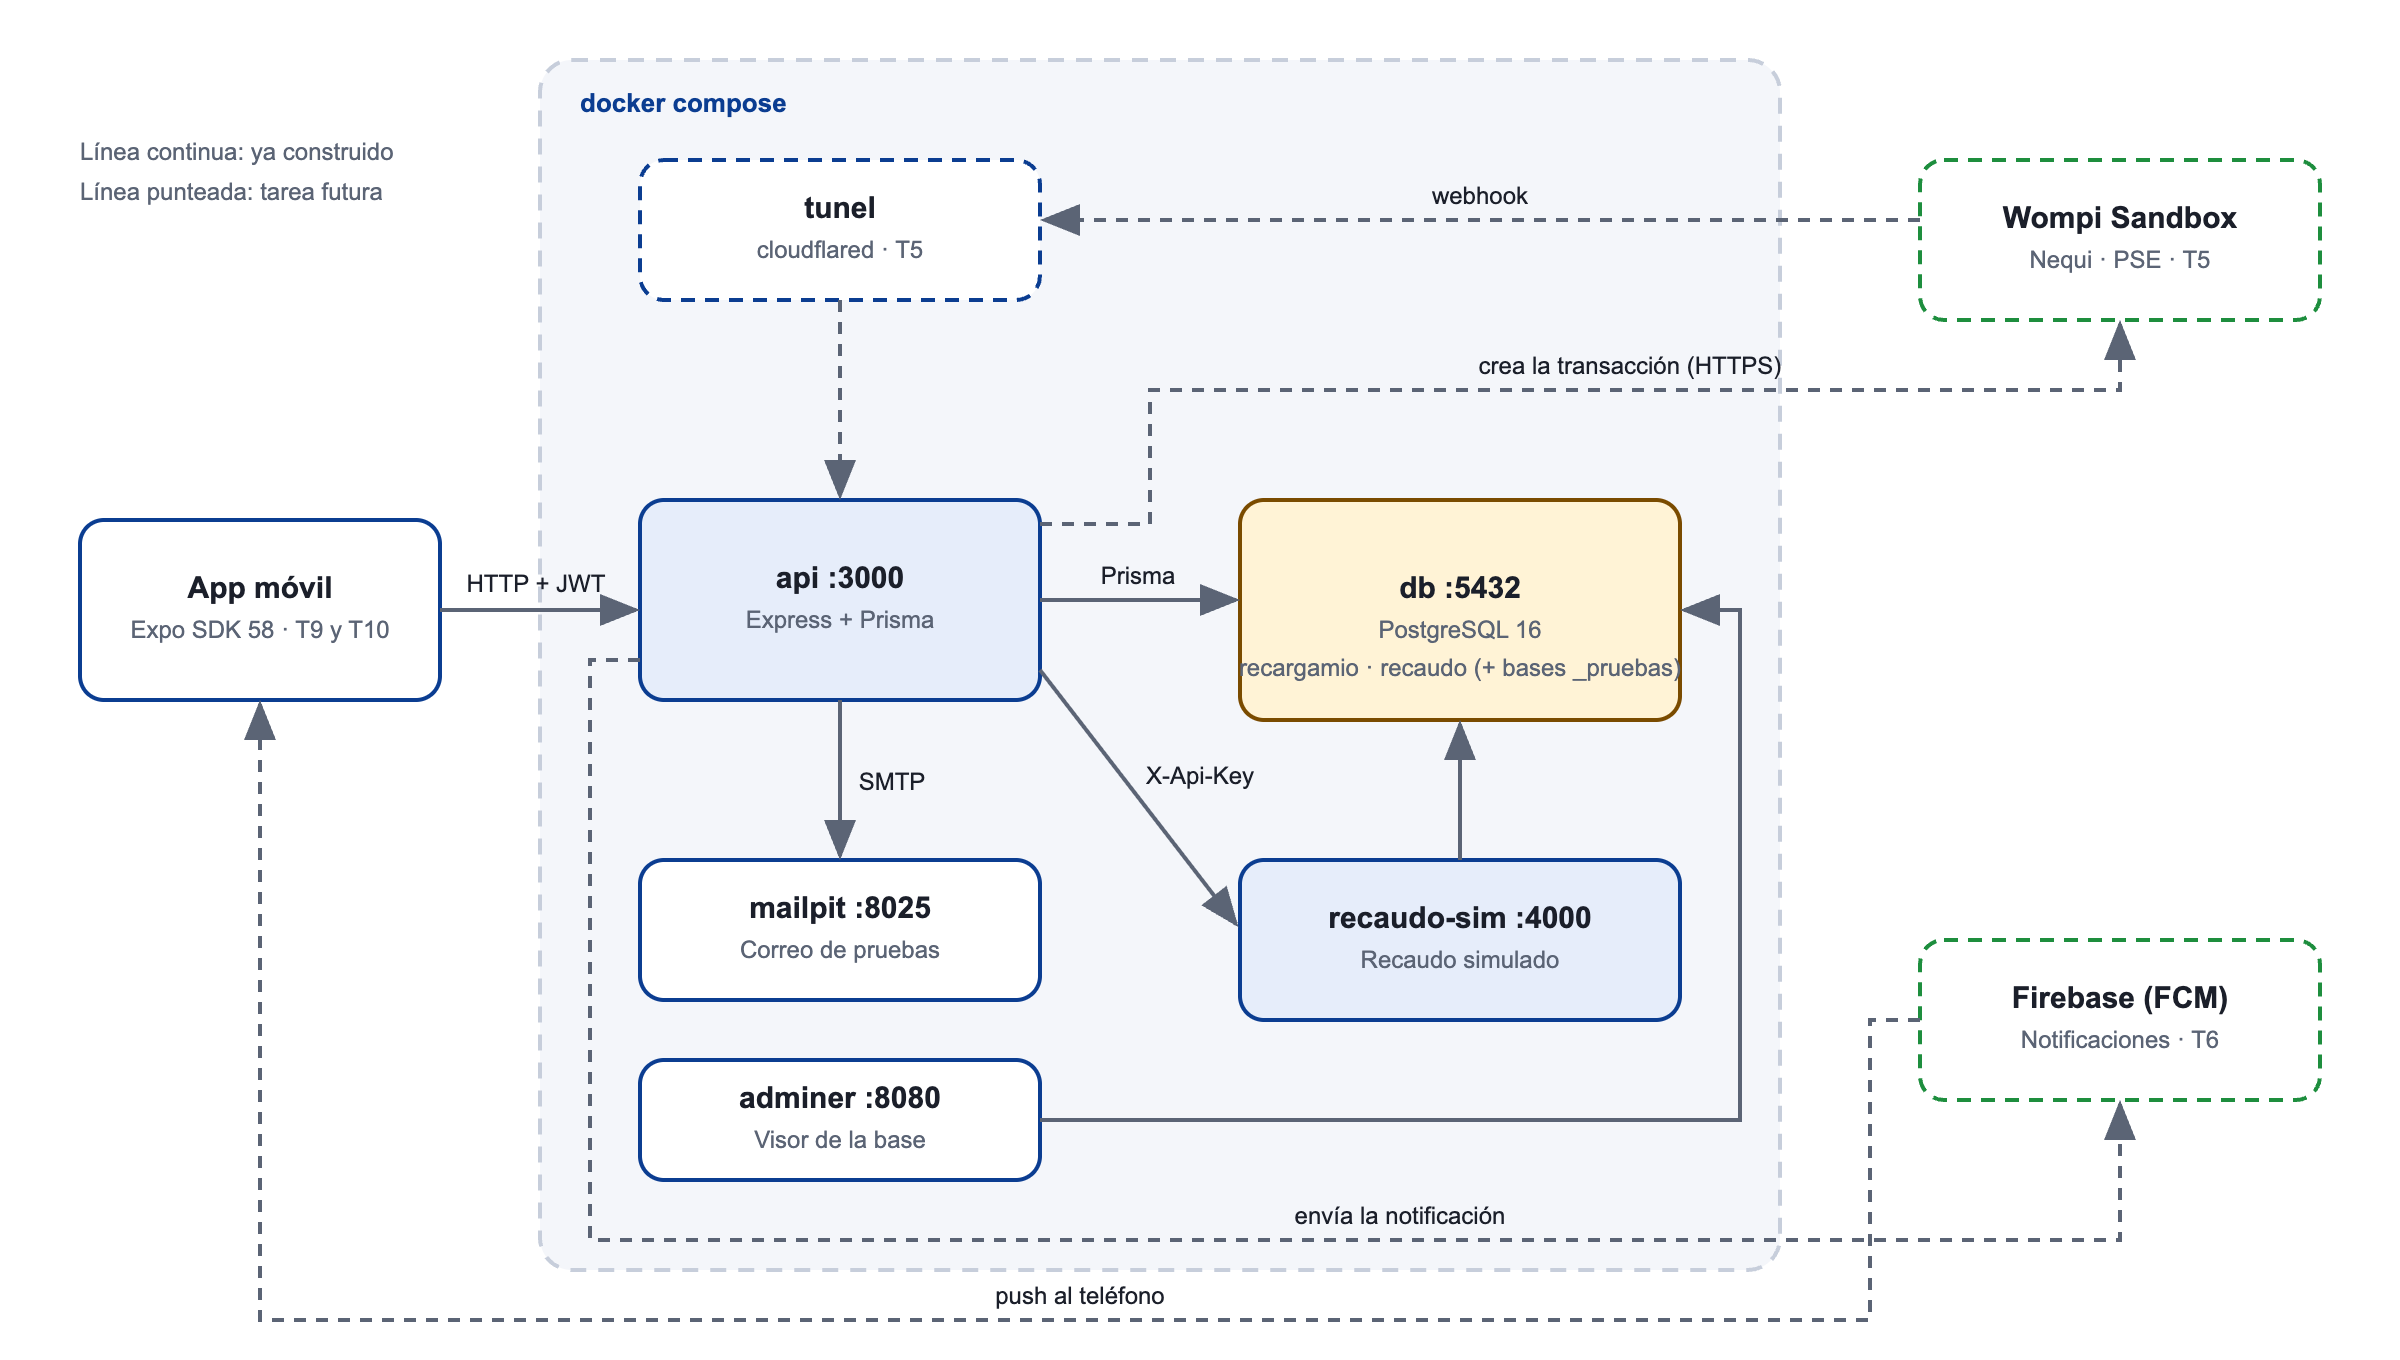 docker compose
Línea continua: ya construido
Línea punteada: tarea futura
tunel
cloudflared · T5
webhook
Wompi Sandbox
Nequi · PSE · T5
crea la transacción (HTTPS)
App móvil
Expo SDK 58 · T9 y T10
HTTP + JWT
api :3000
Express + Prisma
Prisma
db :5432
PostgreSQL 16
recargamio · recaudo (+ bases _pruebas)
SMTP
X-Api-Key
mailpit :8025
Correo de pruebas
recaudo-sim :4000
Recaudo simulado
Firebase (FCM)
Notificaciones · T6
adminer :8080
Visor de la base
envía la notificación
push al teléfono